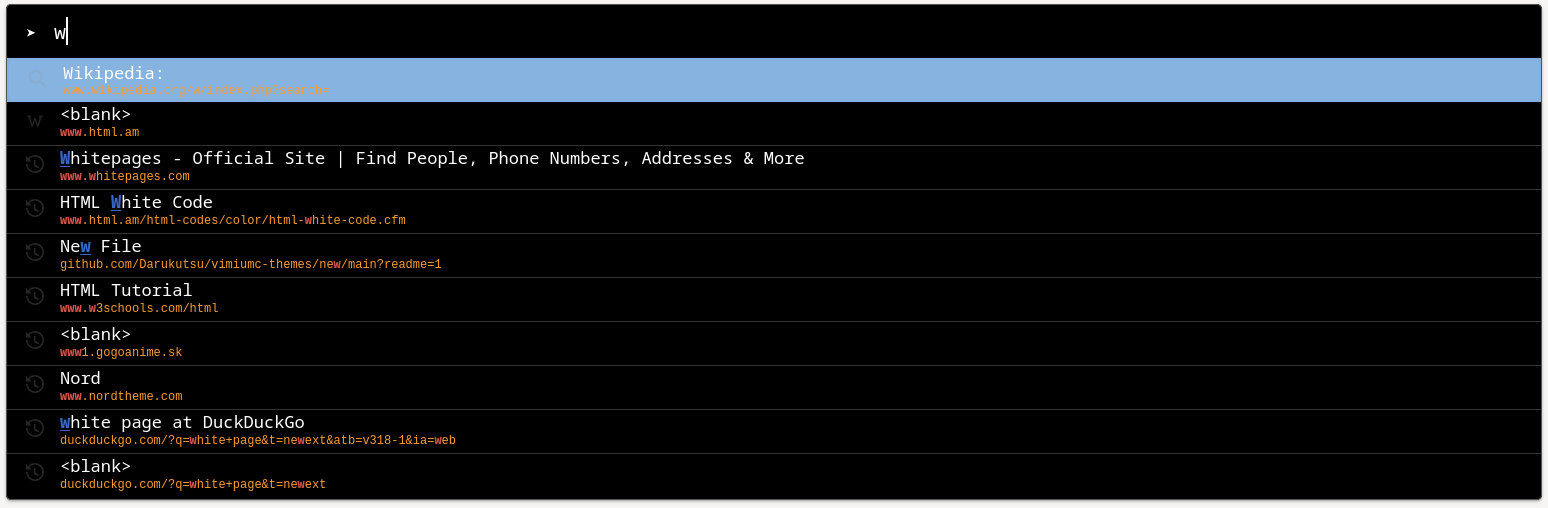 ➤ w
Wikipedia:
www.wikipedia.org/w/index.php?search=
<blank>
W
www.html.am
Whitepages - Official Site | Find People, Phone Numbers, Addresses & More
www.whitepages.com
HTML White Code
www.html.am/html-codes/color/html-white-code.cfm
New File
github.com/Darukutsu/vimiumc-themes/new/main?readme=1
HTML Tutorial
www.w3schools.com/html
<blank>
www1.gogoanime.sk
Nord
www.nordtheme.com
white page at DuckDuckGo
duckduckgo.com/?q=white+page&t=newext&atb=v318-1&ia=web
<blank>
duckduckgo.com/?q=white+page&t=newext